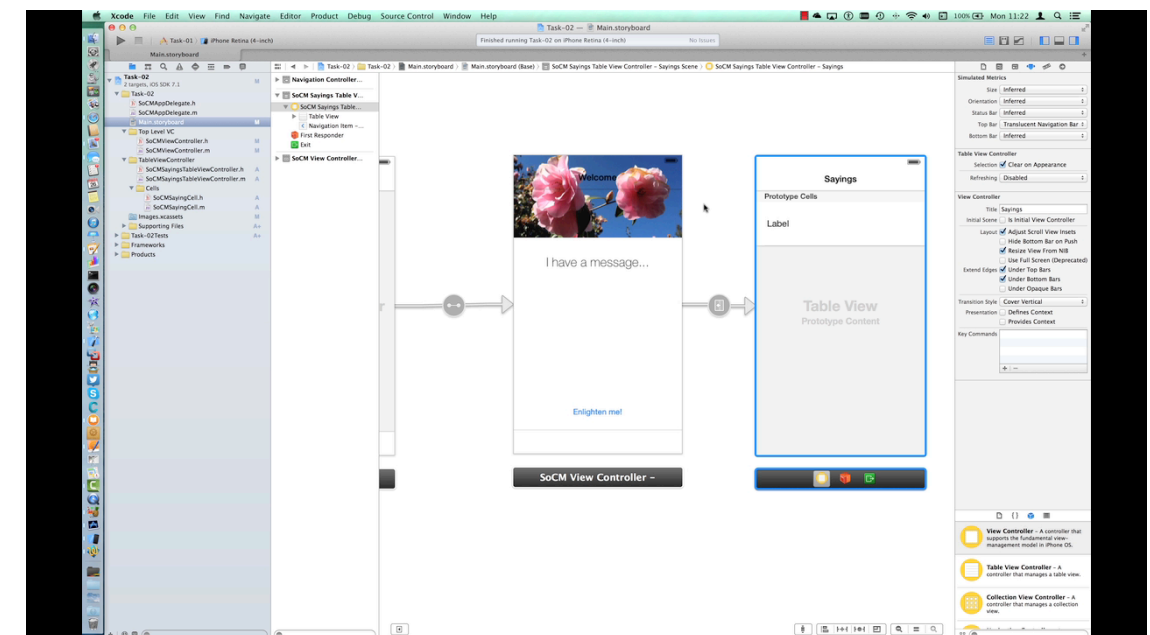 Xcode File Edit View Find Navigate Editor Product Debug Source Control Window Help
100% Mon 11:22
Task-02 — Main.storyboard
Task-01 iPhone Retina (4-inch)
Finished running Task-02 on iPhone Retina (4-inch) No Issues
Main.storyboard
Task-02 Task-02 Main.storyboard Main.storyboard (Base) SoCM Sayings Table View Controller – Sayings Scene SoCM Sayings Table View Controller – Sayings
Task-02 M
2 targets, iOS SDK 7.1
Task-02
SoCMAppDelegate.h
SoCMAppDelegate.m
Main.storyboard M
Top Level VC
SoCMViewController.h M
SoCMViewController.m M
TableViewController
SoCMSayingsTableViewController.h A
SoCMSayingsTableViewController.m A
Cells
SoCMSayingCell.h A
SoCMSayingCell.m A
Images.xcassets M
Supporting Files A+
Task-02Tests A+
Frameworks
Products
Navigation Controller...
SoCM Sayings Table V...
SoCM Sayings Table...
Table View
Navigation Item –...
First Responder
Exit
SoCM View Controller...
Welcome
I have a message...
Enlighten me!
SoCM View Controller –
Sayings
Prototype Cells
Label
Table View
Prototype Content
Simulated Metrics
Size Inferred
Orientation Inferred
Status Bar Inferred
Top Bar Translucent Navigation Bar
Bottom Bar Inferred
Table View Controller
Selection Clear on Appearance
Refreshing Disabled
View Controller
Title Sayings
Initial Scene Is Initial View Controller
Layout Adjust Scroll View Insets
Hide Bottom Bar on Push
Resize View From NIB
Use Full Screen (Deprecated)
Extend Edges Under Top Bars
Under Bottom Bars
Under Opaque Bars
Transition Style Cover Vertical
Presentation Defines Context
Provides Context
Key Commands
+ −
View Controller – A controller that
supports the fundamental view-
management model in iPhone OS.
Table View Controller – A
controller that manages a table view.
Collection View Controller – A
controller that manages a collection
view.